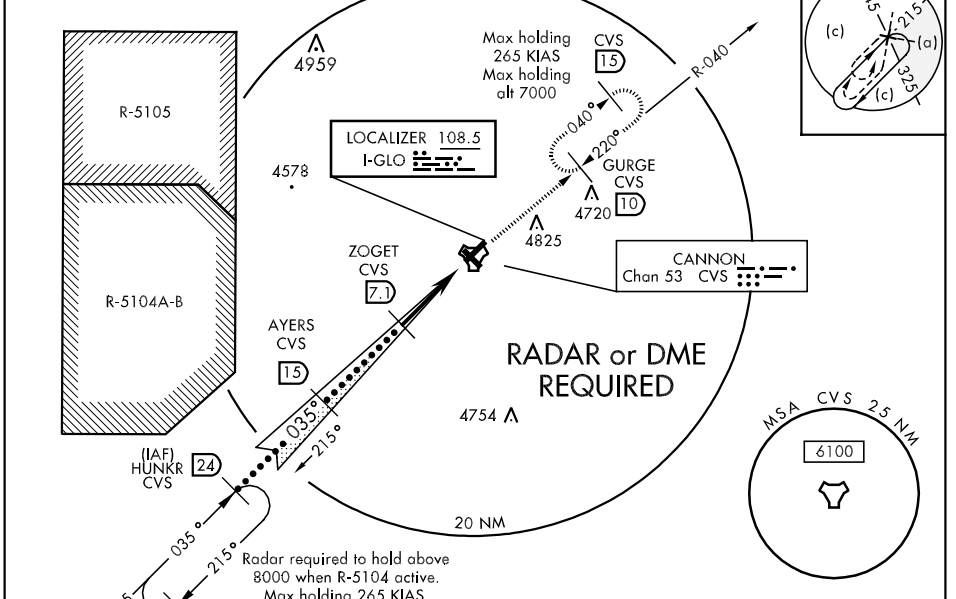 R-5105
R-5104A-B
4959
4578
Max holding
265 KIAS
Max holding
alt 7000
CVS
15
R-040
040°
220°
LOCALIZER 108.5
I-GLO
GURGE
CVS
10
4720
4825
ZOGET
CVS
7.1
CANNON
Chan 53 CVS
AYERS
CVS
15
RADAR or DME
REQUIRED
4754
035°
215°
(IAF)
HUNKR
CVS
24
20 NM
035°
215°
Radar required to hold above
8000 when R-5104 active.
Max holding 265 KIAS
MSA CVS 25 NM
6100
(c)
215
(a)
(c)
325